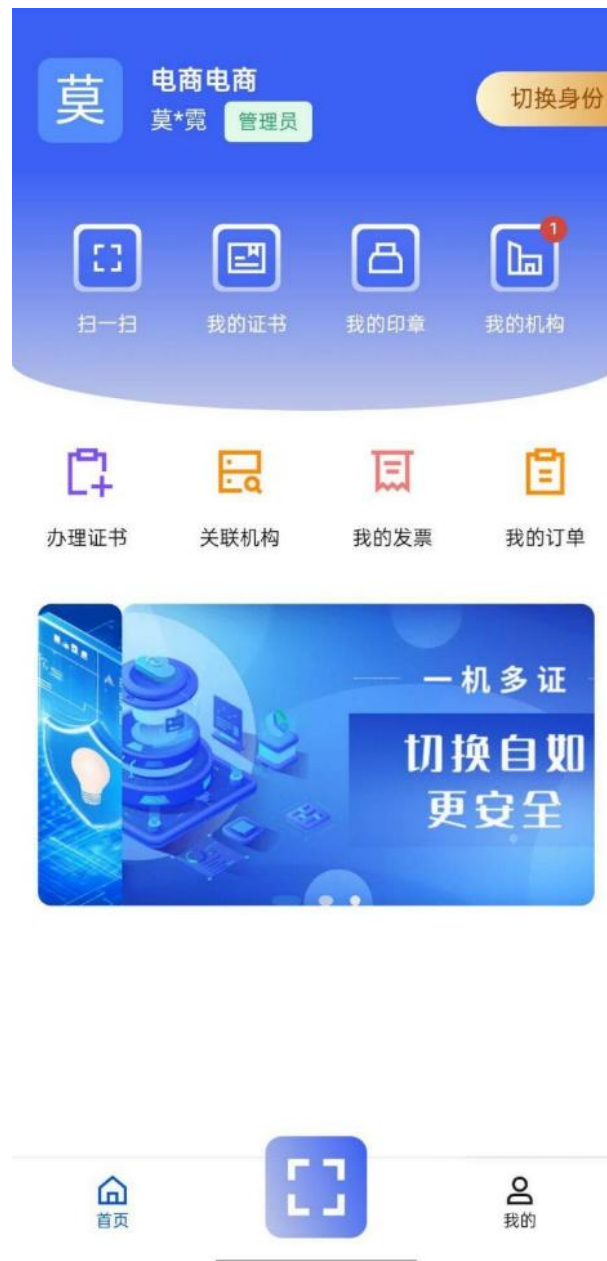 莫
电商电商
莫*霓 管理员
切换身份
1
扫一扫 我的证书 我的印章 我的机构
办理证书 关联机构 我的发票 我的订单
一机多证
切换自如
更安全
首页 我的